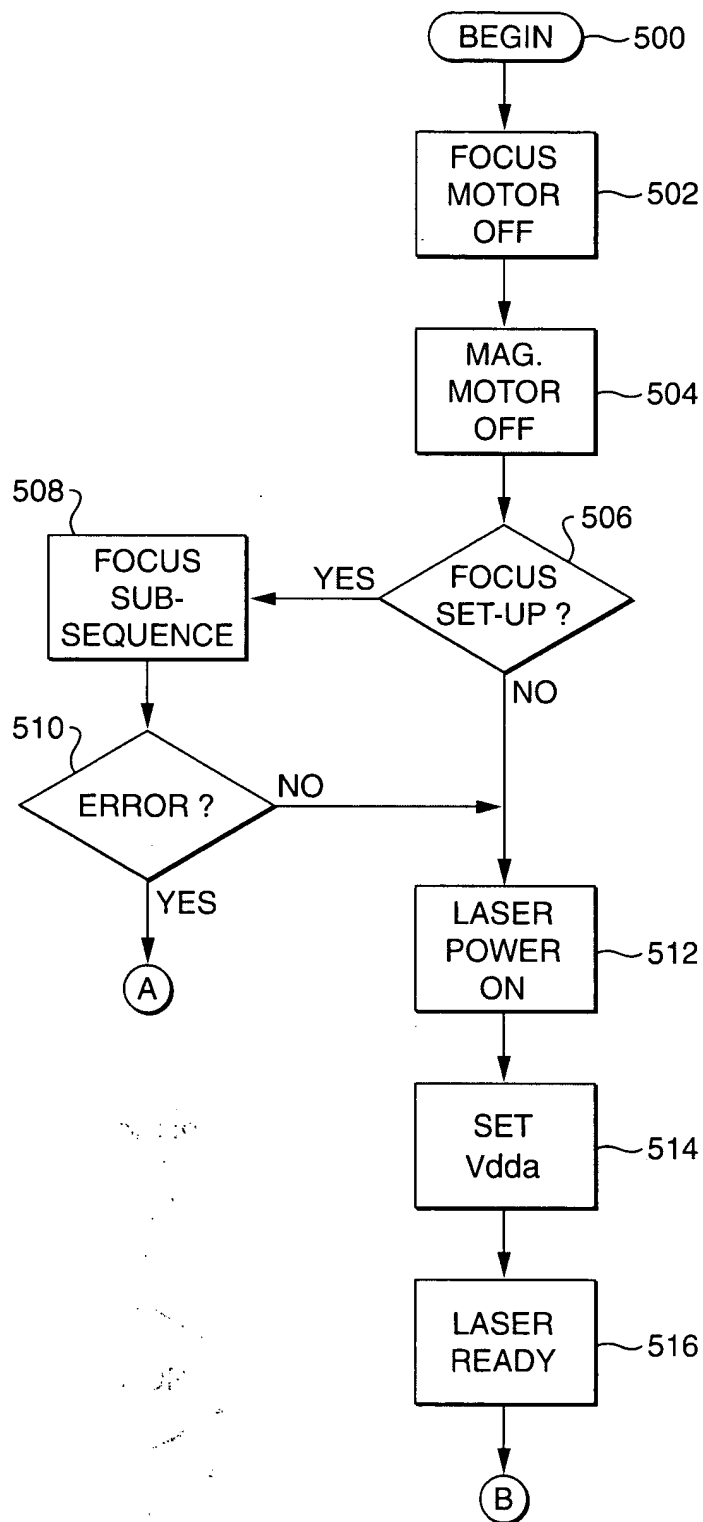 BEGIN
500
FOCUS
MOTOR
OFF
502
MAG.
MOTOR
OFF
504
508
506
FOCUS
SUB-
SEQUENCE
YES
FOCUS
SET-UP ?
NO
510
ERROR ?
NO
YES
A
LASER
POWER
ON
512
SET
Vdda
514
LASER
READY
516
B